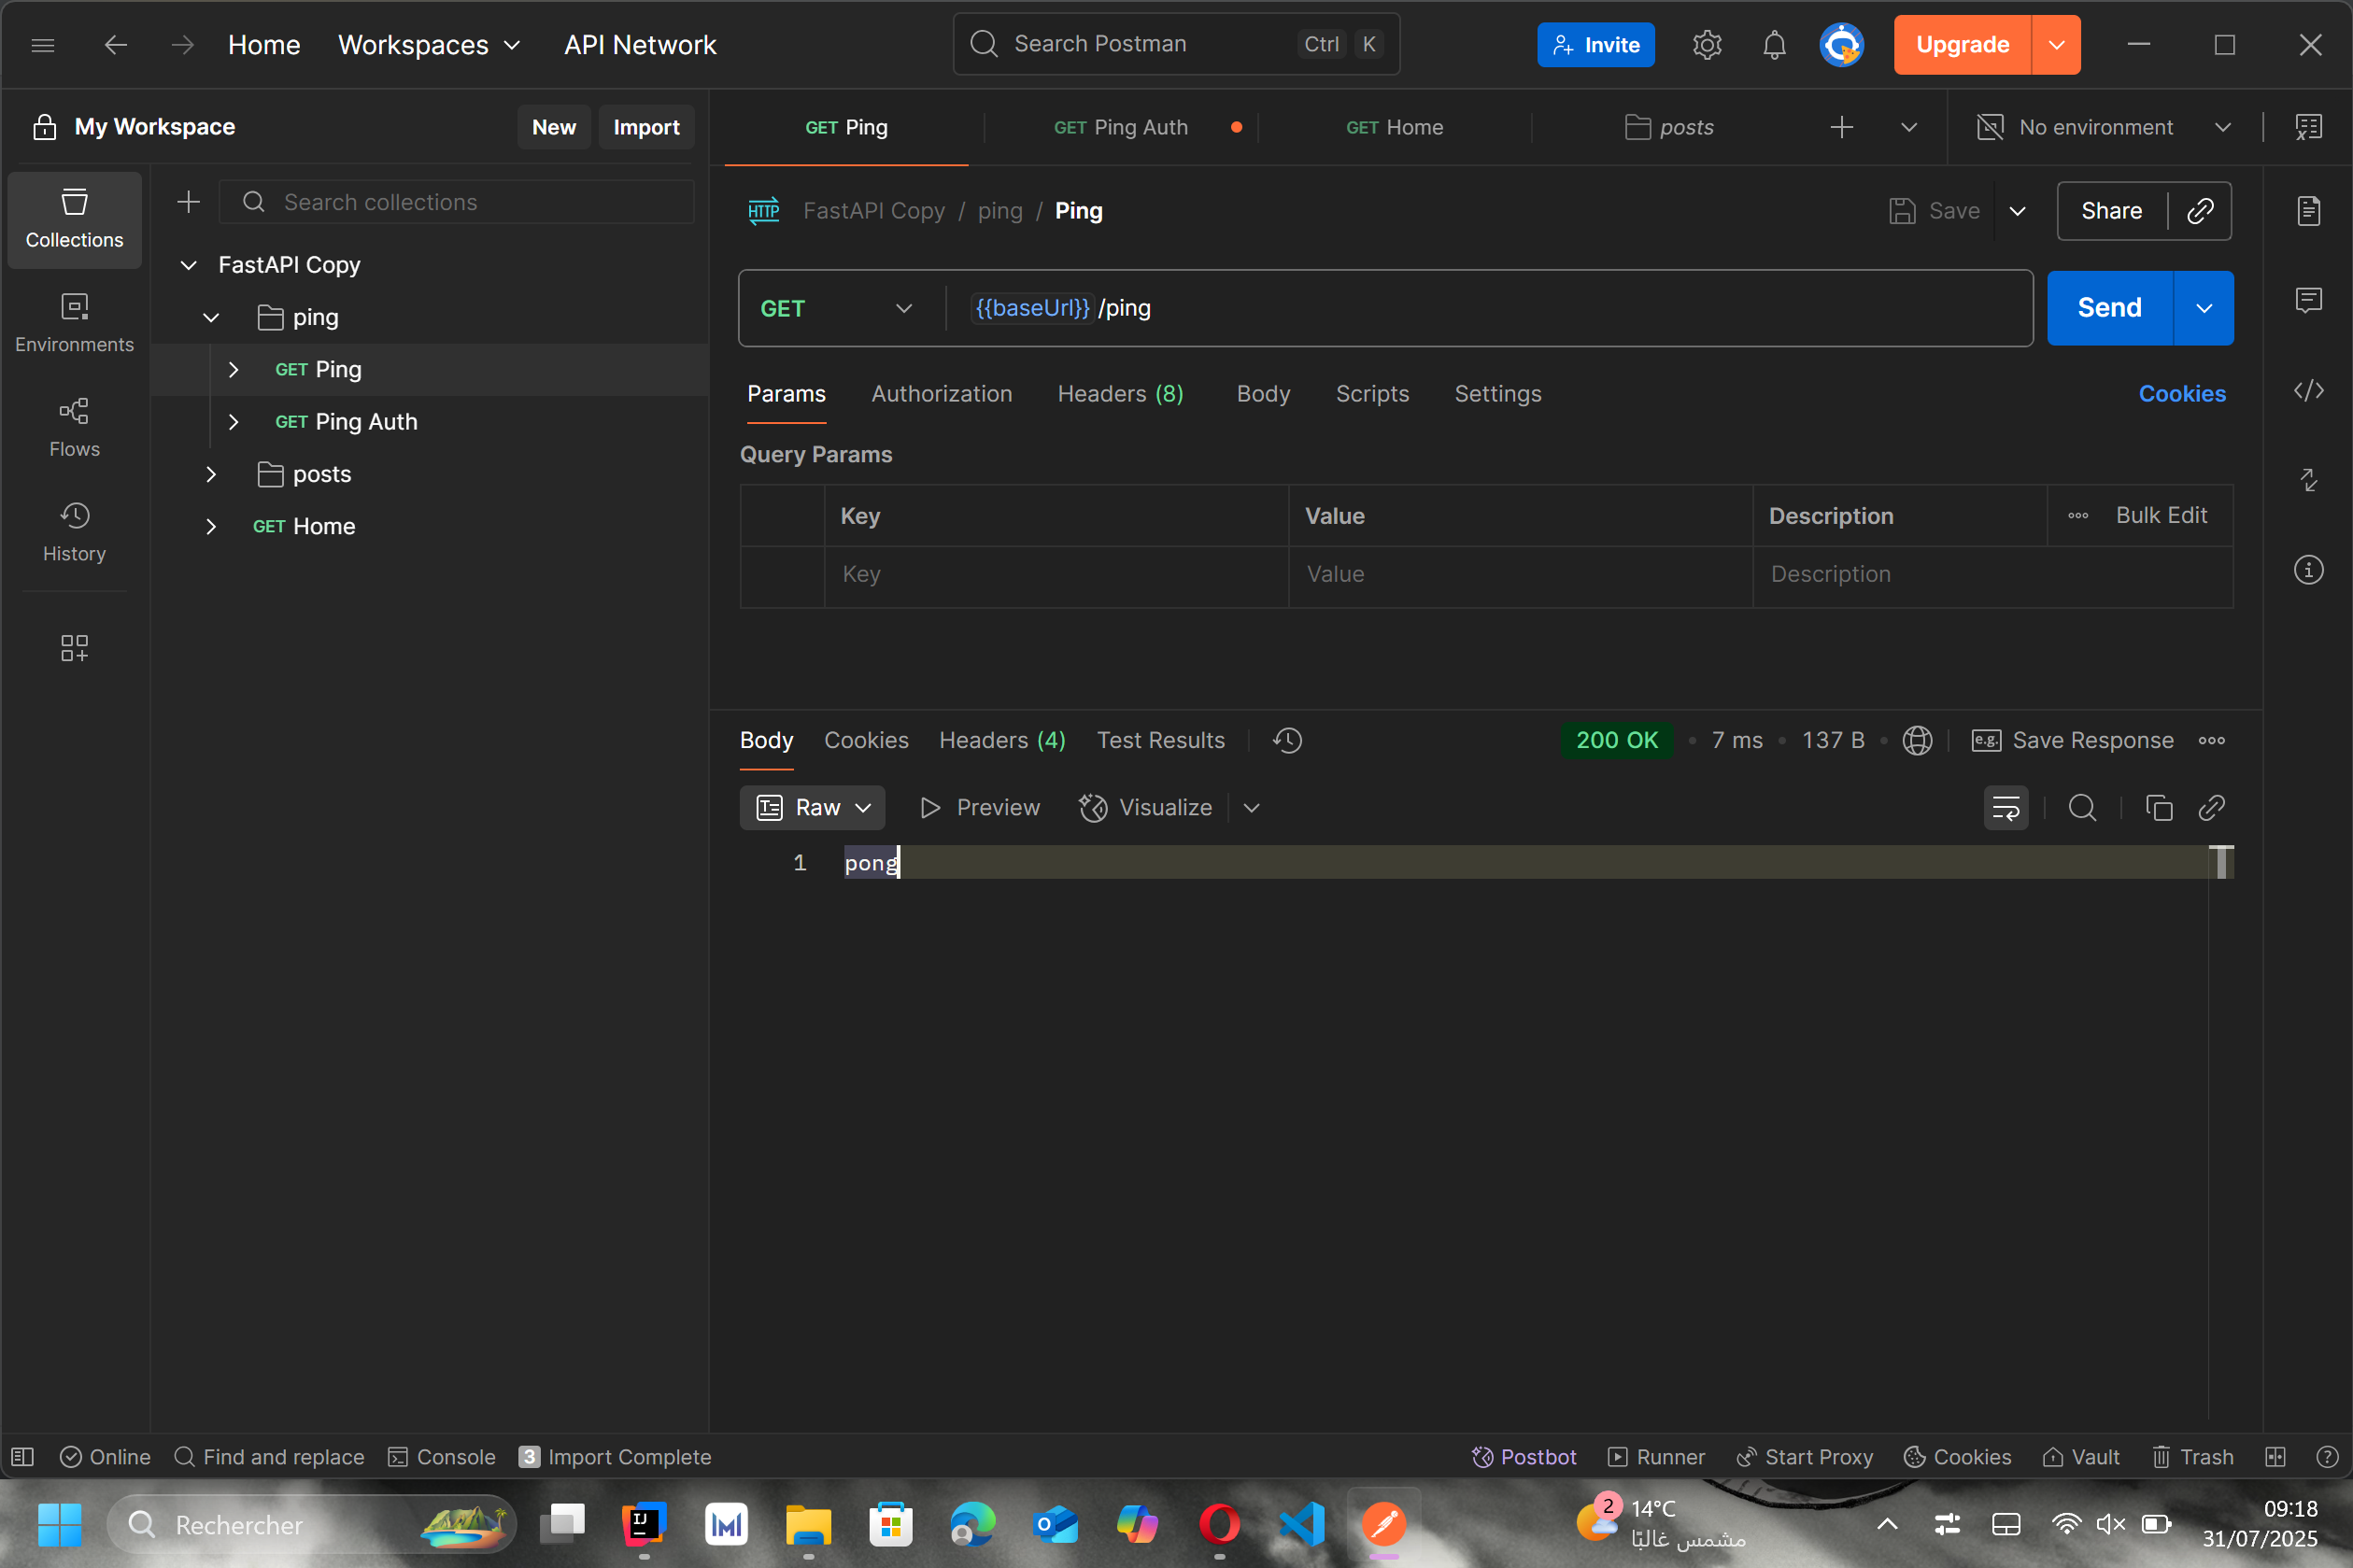 Home Workspaces API Network Search Postman Ctrl K Invite Upgrade
My Workspace New Import GET Ping GET Ping Auth GET Home posts No environment
Collections
Environments
Flows
History
Search collections
FastAPI Copy
ping
GET Ping
GET Ping Auth
posts
GET Home
HTTP FastAPI Copy / ping / Ping Save Share
GET {{baseUrl}} /ping Send
Params Authorization Headers (8) Body Scripts Settings Cookies
Query Params
Key Value Description Bulk Edit
Key Value Description
Body Cookies Headers (4) Test Results 200 OK 7 ms 137 B e.g. Save Response
Raw Preview Visualize
1 pong
Online Find and replace Console 3 Import Complete Postbot Runner Start Proxy Cookies Vault Trash
Rechercher
2 14°C
مشمس غالبًا
09:18
31/07/2025